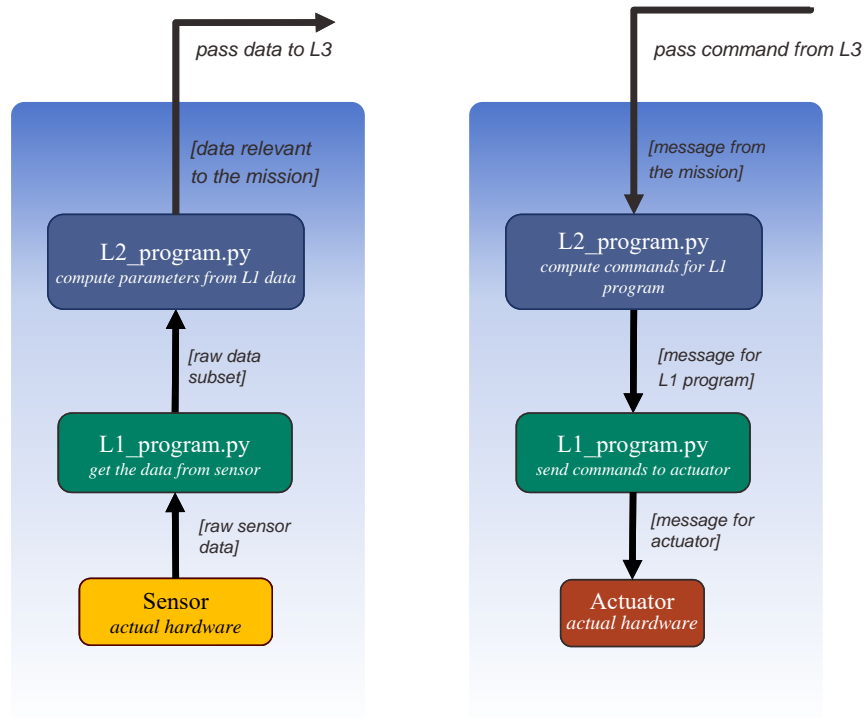 pass data to L3
[data relevant
to the mission]
L2_program.py
compute parameters from L1 data
[raw data
subset]
L1_program.py
get the data from sensor
[raw sensor
data]
Sensor
actual hardware
pass command from L3
[message from
the mission]
L2_program.py
compute commands for L1
program
[message for
L1 program]
L1_program.py
send commands to actuator
[message for
actuator]
Actuator
actual hardware